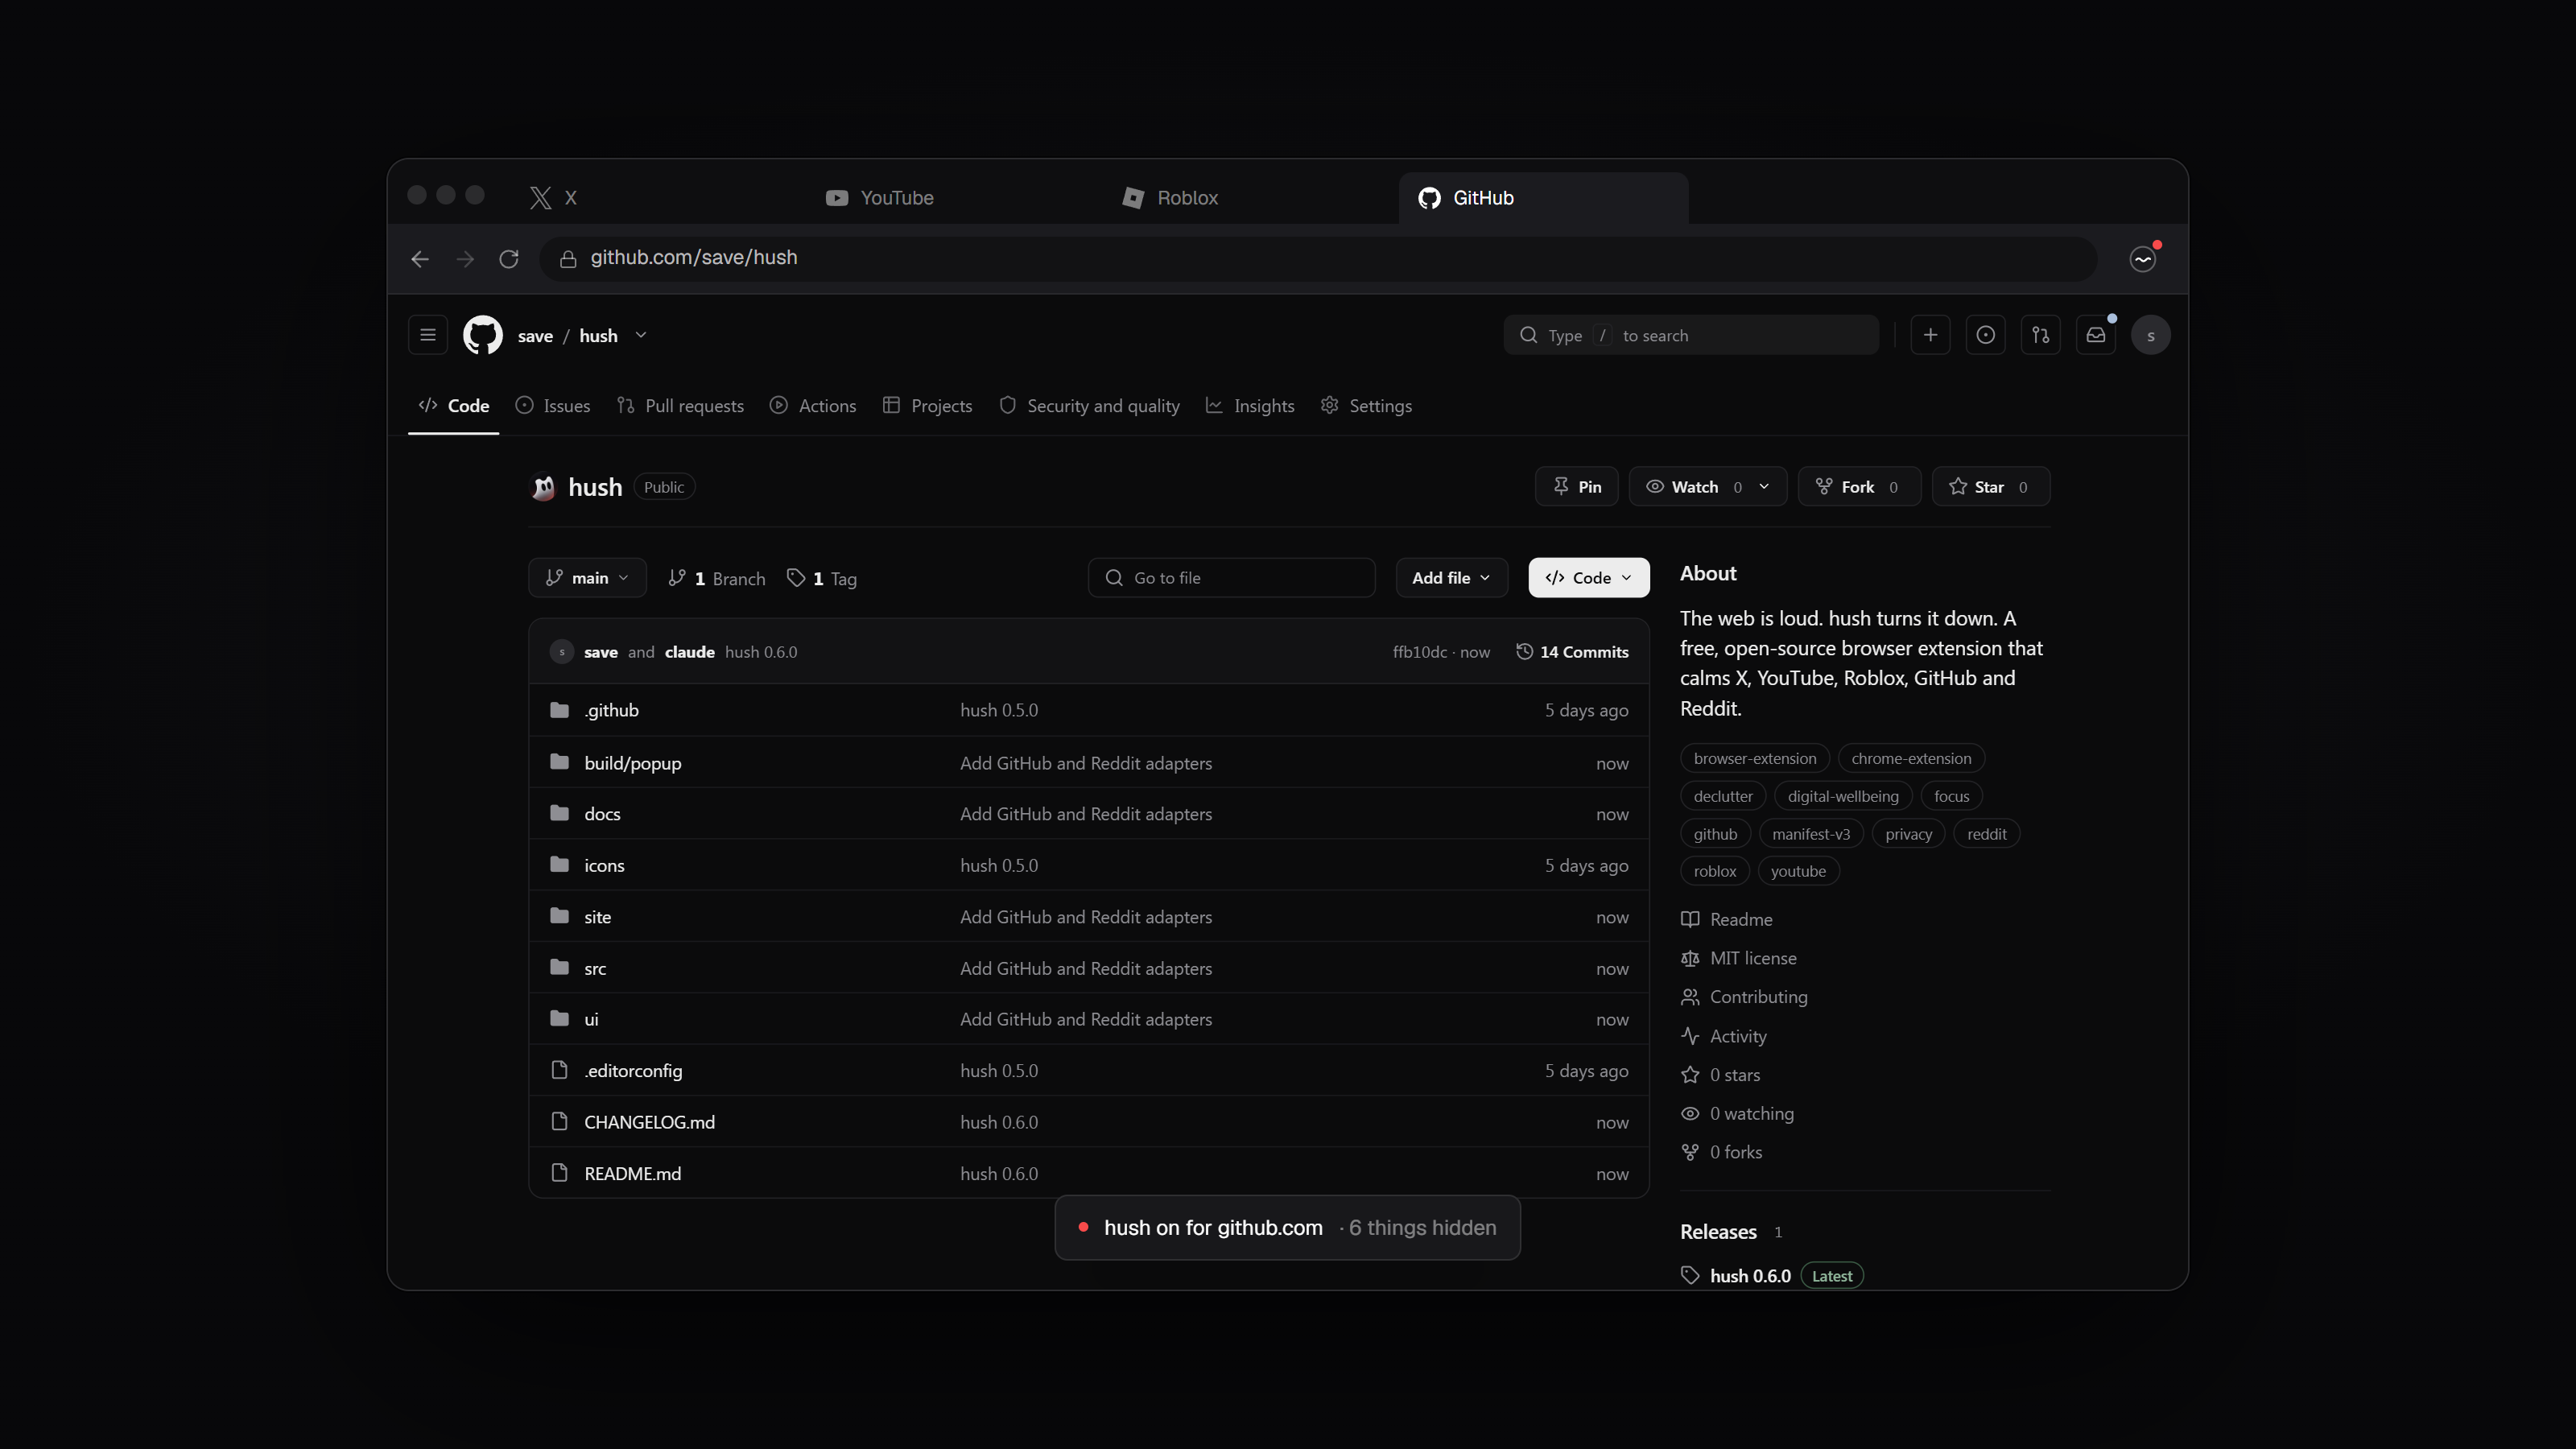 X
YouTube
Roblox
GitHub
github.com/save/hush
save / hush
Type / to search
s
Code
Issues
Pull requests
Actions
Projects
Security and quality
Insights
Settings
hush Public
Pin
Watch 0
Fork 0
Star 0
main
1 Branch
1 Tag
Go to file
Add file
Code
s save and claude hush 0.6.0 ffb10dc · now 14 Commits
.github hush 0.5.0 5 days ago
build/popup Add GitHub and Reddit adapters now
docs Add GitHub and Reddit adapters now
icons hush 0.5.0 5 days ago
site Add GitHub and Reddit adapters now
src Add GitHub and Reddit adapters now
ui Add GitHub and Reddit adapters now
.editorconfig hush 0.5.0 5 days ago
CHANGELOG.md hush 0.6.0 now
README.md hush 0.6.0 now
About
The web is loud. hush turns it down. A
free, open-source browser extension that
calms X, YouTube, Roblox, GitHub and
Reddit.
browser-extension chrome-extension
declutter digital-wellbeing focus
github manifest-v3 privacy reddit
roblox youtube
Readme
MIT license
Contributing
Activity
0 stars
0 watching
0 forks
Releases 1
hush 0.6.0 Latest
hush on for github.com · 6 things hidden